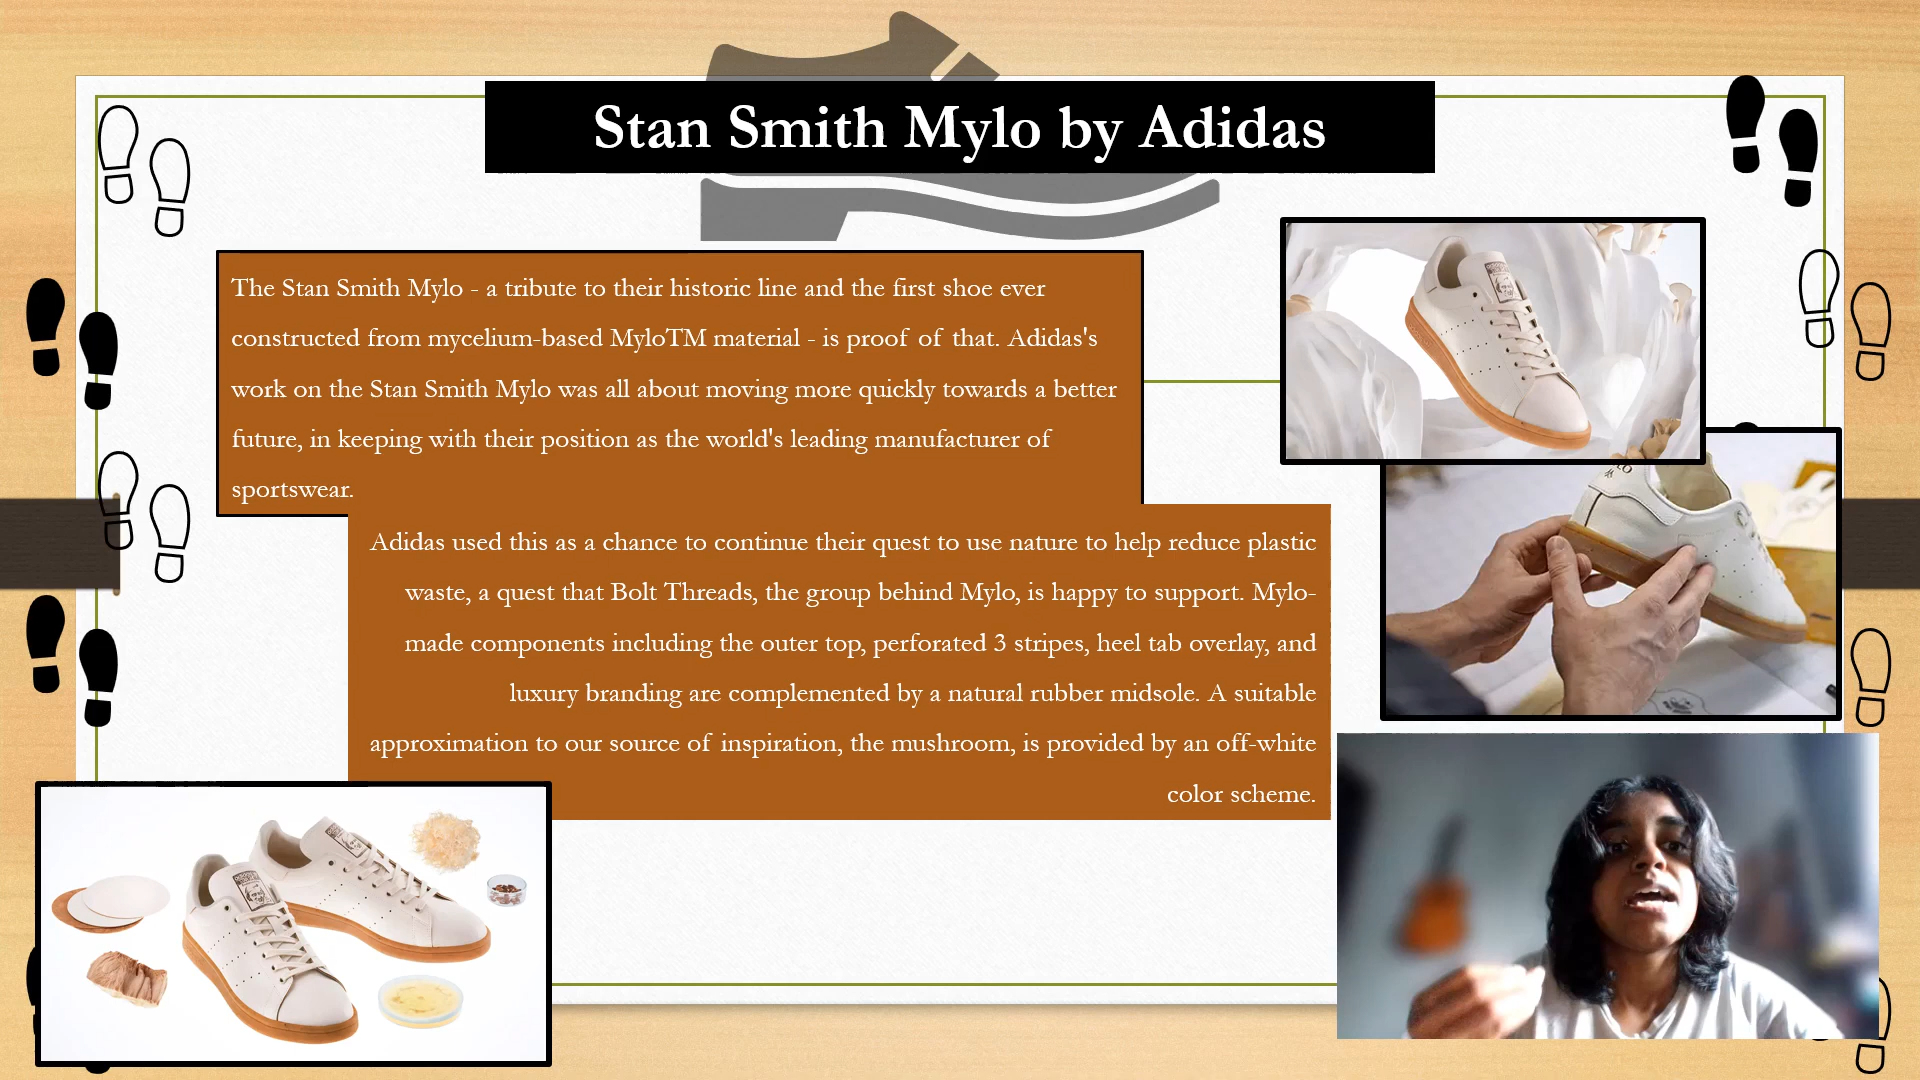 Stan Smith Mylo by Adidas
The Stan Smith Mylo - a tribute to their historic line and the first shoe ever
constructed from mycelium-based MyloTM material - is proof of that. Adidas's
work on the Stan Smith Mylo was all about moving more quickly towards a better
future, in keeping with their position as the world's leading manufacturer of
sportswear.
Adidas used this as a chance to continue their quest to use nature to help reduce plastic
waste, a quest that Bolt Threads, the group behind Mylo, is happy to support. Mylo-
made components including the outer top, perforated 3 stripes, heel tab overlay, and
luxury branding are complemented by a natural rubber midsole. A suitable
approximation to our source of inspiration, the mushroom, is provided by an off-white
color scheme.